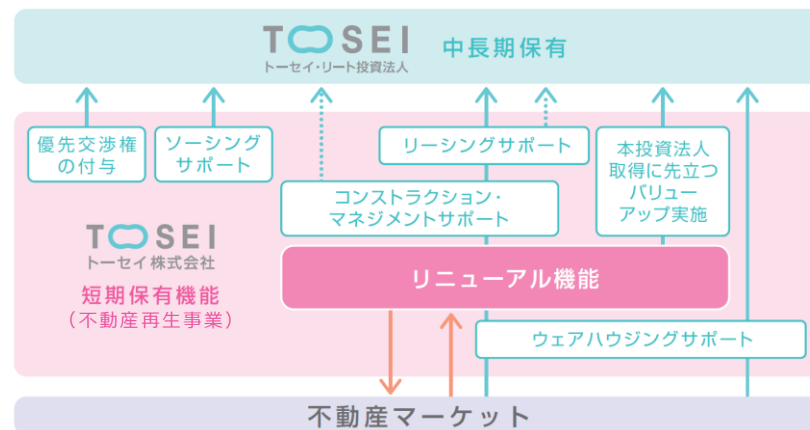 TOSEI
トーセイ・リート投資法人
中長期保有
優先交渉権
の付与
ソーシング
サポート
リーシングサポート
本投資法人
取得に先立つ
バリュー
アップ実施
コンストラクション・
マネジメントサポート
TOSEI
トーセイ株式会社
短期保有機能
（不動産再生事業）
リニューアル機能
ウェアハウジングサポート
不動産マーケット